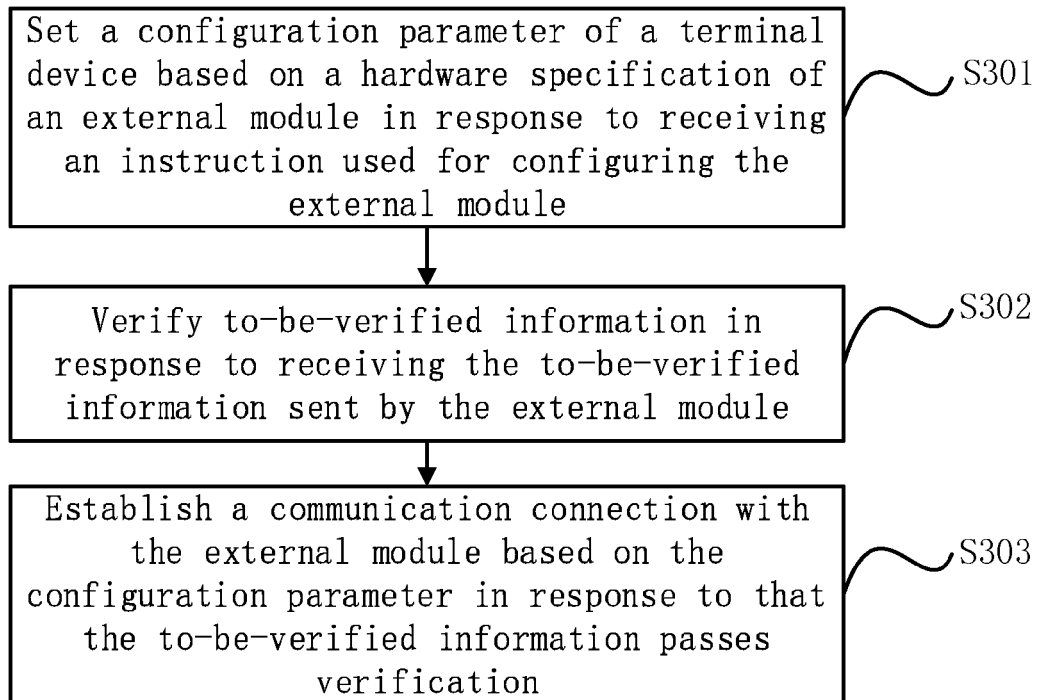 Set a configuration parameter of a terminal
device based on a hardware specification of
an external module in response to receiving
an instruction used for configuring the
external module
S301
Verify to-be-verified information in
response to receiving the to-be-verified
information sent by the external module
S302
Establish a communication connection with
the external module based on the
configuration parameter in response to that
the to-be-verified information passes
verification
S303